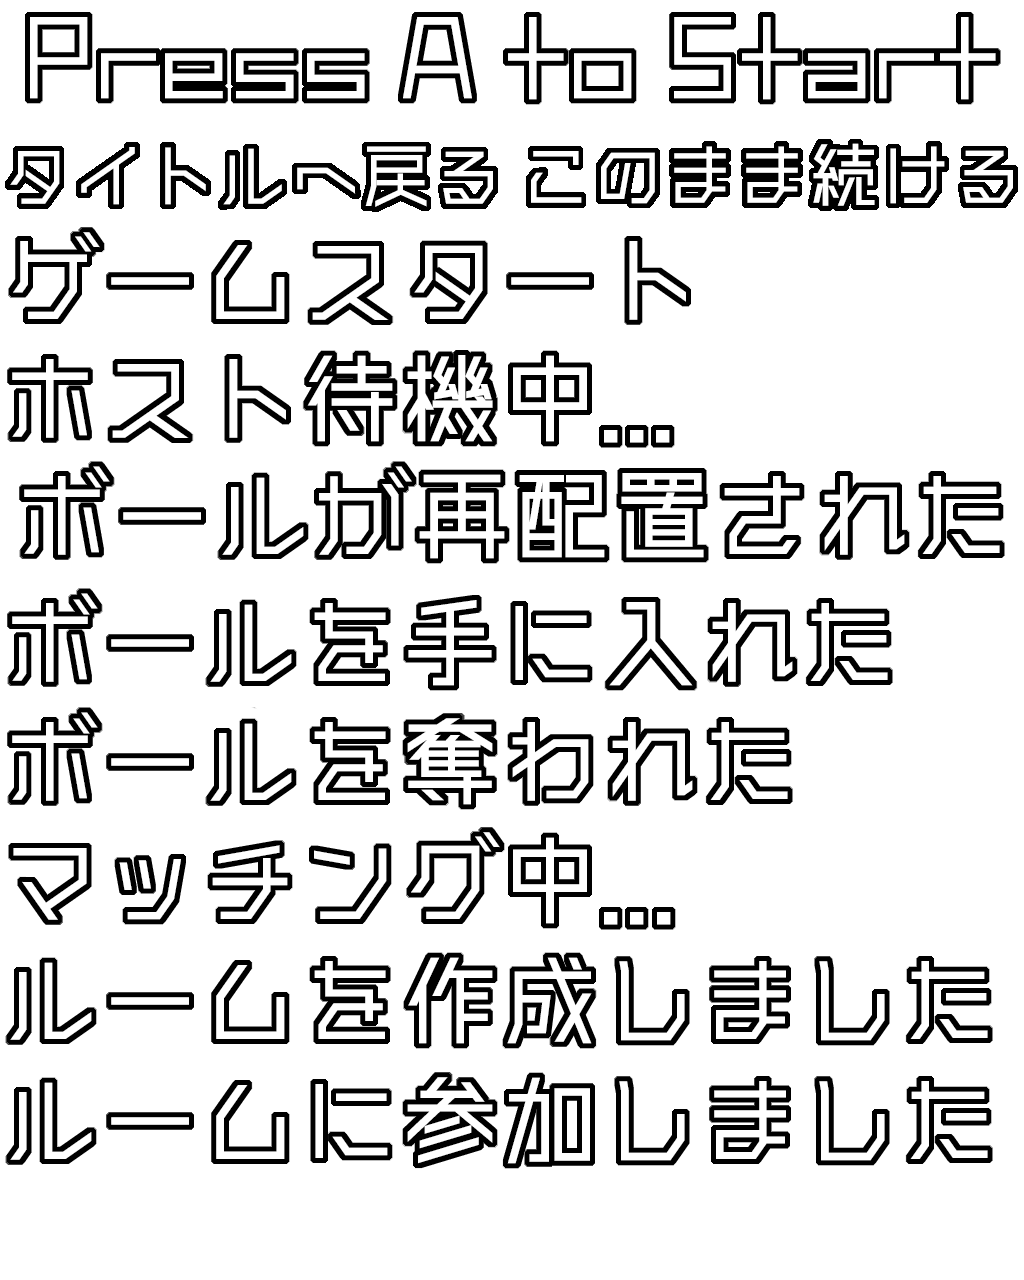 Press A to Start
タイトルへ戻る このまま続ける
ゲームスタート
ホスト待機中...
ボールが再配置された
ボールを手に入れた
ボールを奪われた
マッチング中...
ルームを作成しました
ルームに参加しました